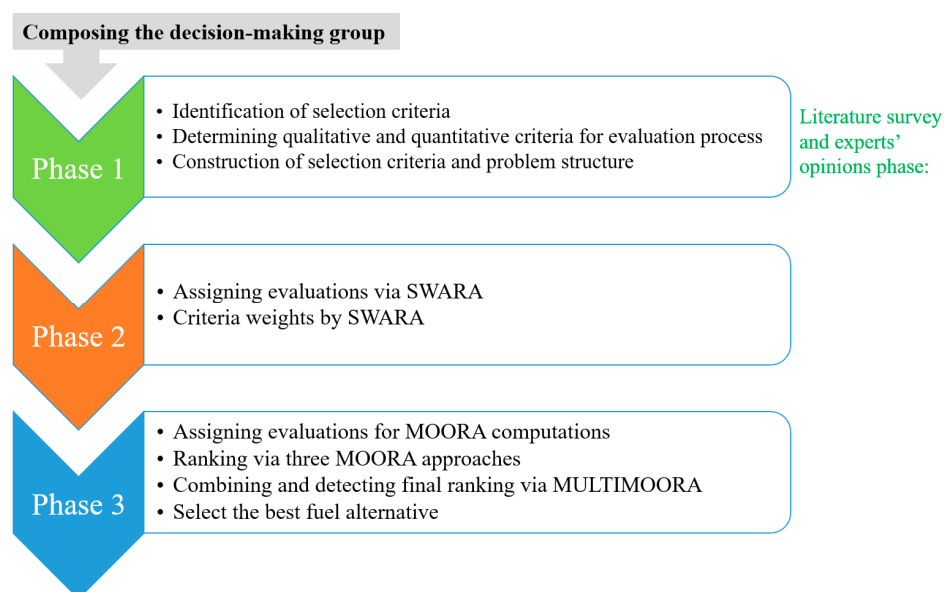 Composing the decision-making group
Phase 1
• Identification of selection criteria
• Determining qualitative and quantitative criteria for evaluation process
• Construction of selection criteria and problem structure
Literature survey
and experts’
opinions phase:
Phase 2
• Assigning evaluations via SWARA
• Criteria weights by SWARA
Phase 3
• Assigning evaluations for MOORA computations
• Ranking via three MOORA approaches
• Combining and detecting final ranking via MULTIMOORA
• Select the best fuel alternative